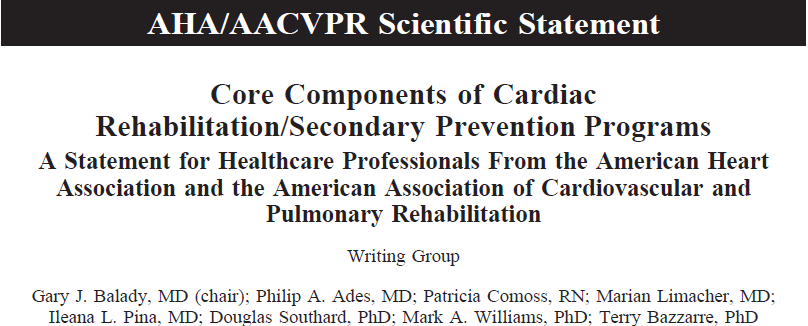 AHA/AACVPR Scientific Statement
Core Components of Cardiac
Rehabilitation/Secondary Prevention Programs
A Statement for Healthcare Professionals From the American Heart
Association and the American Association of Cardiovascular and
Pulmonary Rehabilitation
Writing Group
Gary J. Balady, MD (chair); Philip A. Ades, MD; Patricia Comoss, RN; Marian Limacher, MD;
Ileana L. Pina, MD; Douglas Southard, PhD; Mark A. Williams, PhD; Terry Bazzarre, PhD